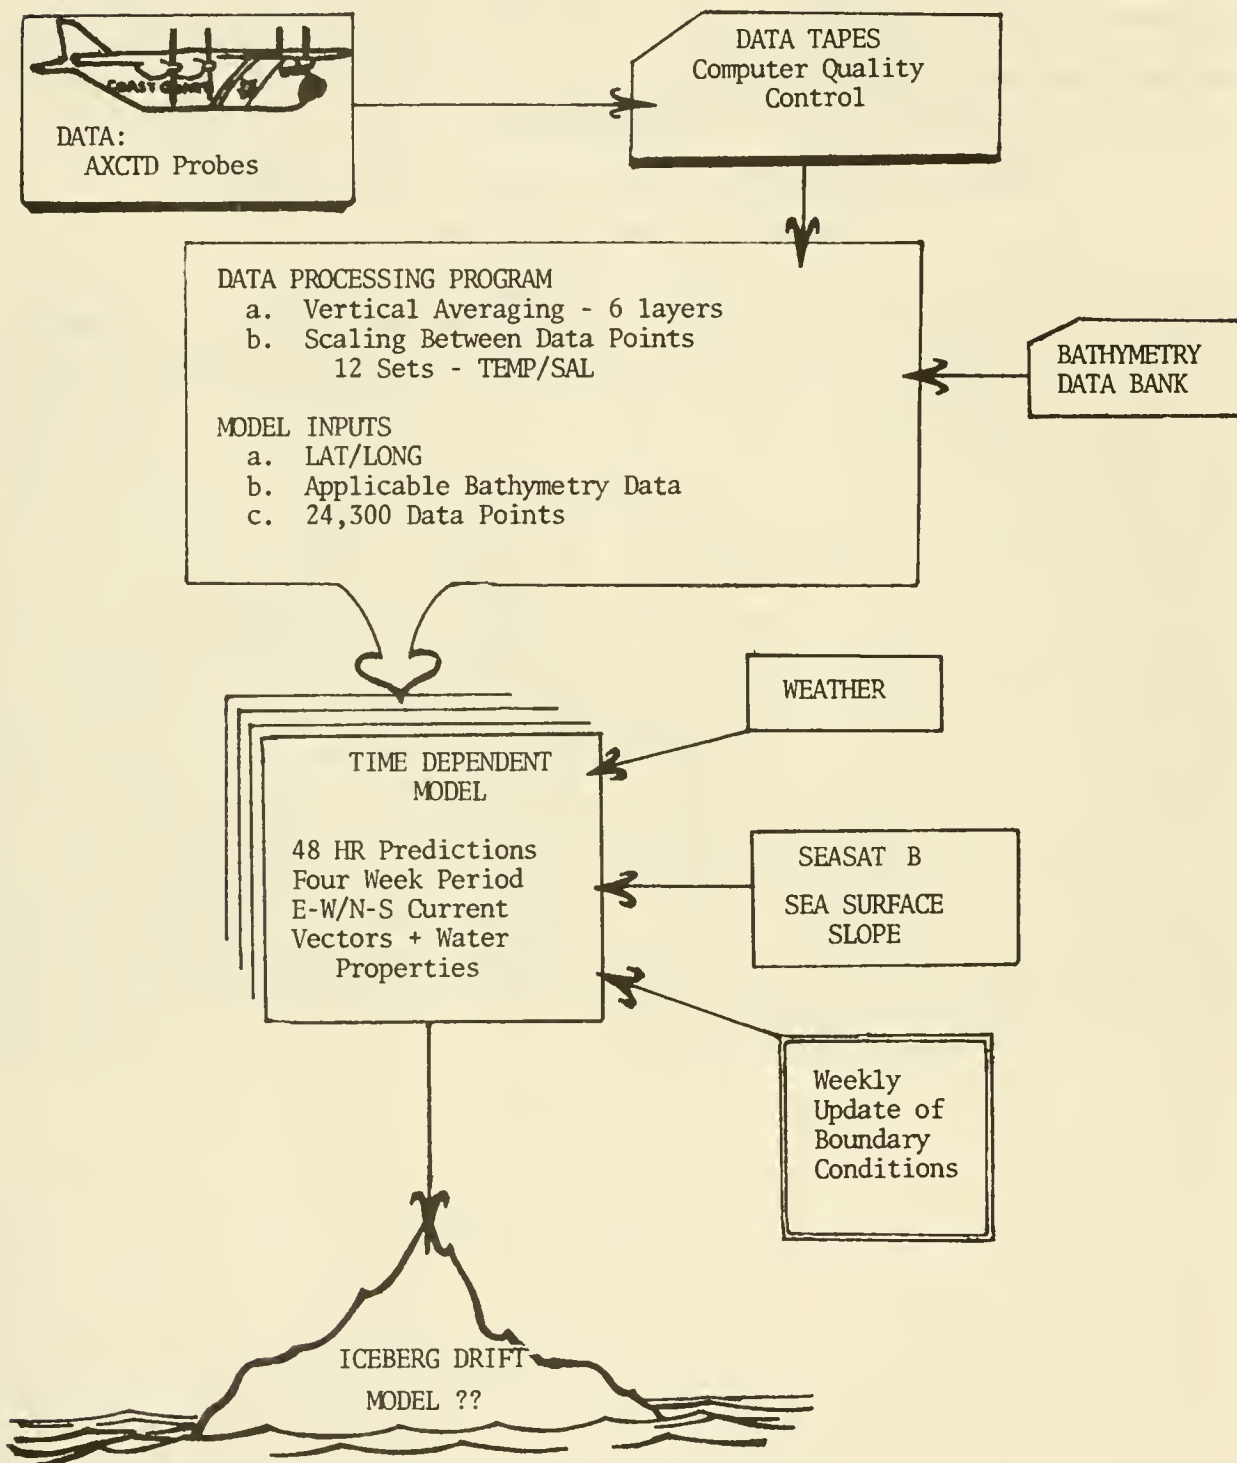 COAST GUARD
DATA:
AXCTD Probes
DATA TAPES
Computer Quality
Control
DATA PROCESSING PROGRAM
a. Vertical Averaging - 6 layers
b. Scaling Between Data Points
12 Sets - TEMP/SAL
MODEL INPUTS
a. LAT/LONG
b. Applicable Bathymetry Data
c. 24,300 Data Points
BATHYMETRY
DATA BANK
WEATHER
TIME DEPENDENT
MODEL
48 HR Predictions
Four Week Period
E-W/N-S Current
Vectors + Water
Properties
SEASAT B
SEA SURFACE
SLOPE
Weekly
Update of
Boundary
Conditions
ICEBERG DRIFT
MODEL ??